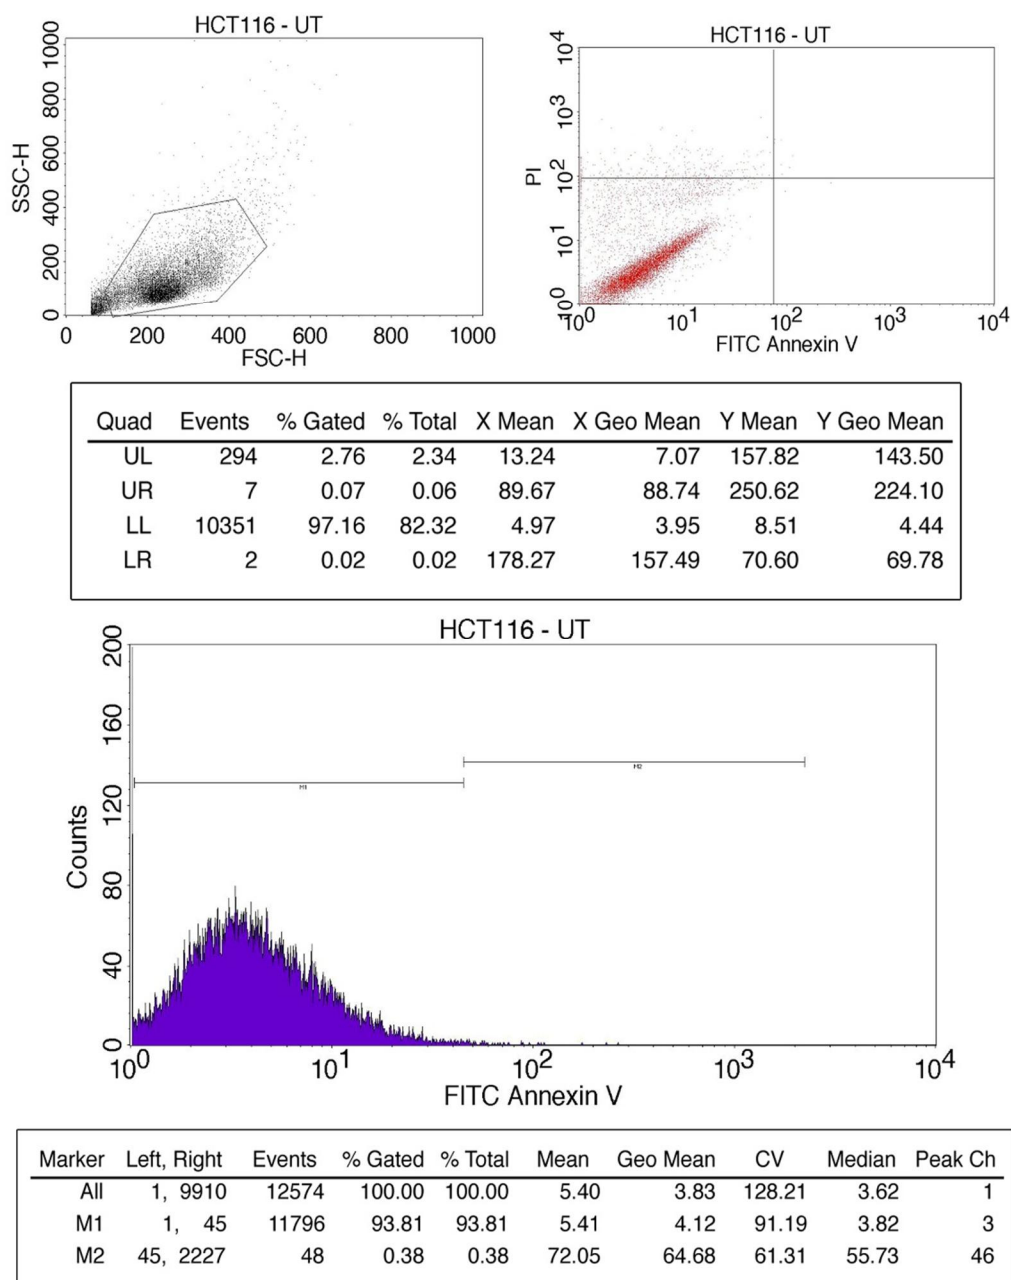 HCT116 - UT
1000
800
600
400
200
0
SSC-H
0 200 400 600 800 1000
FSC-H
HCT116 - UT
10^4
10^3
10^2
10^1
10^0
PI
10^0 10^1 10^2 10^3 10^4
FITC Annexin V
Quad Events % Gated % Total X Mean X Geo Mean Y Mean Y Geo Mean
UL 294 2.76 2.34 13.24 7.07 157.82 143.50
UR 7 0.07 0.06 89.67 88.74 250.62 224.10
LL 10351 97.16 82.32 4.97 3.95 8.51 4.44
LR 2 0.02 0.02 178.27 157.49 70.60 69.78
HCT116 - UT
200
160
120
80
40
0
Counts
M1
M2
10^0 10^1 10^2 10^3 10^4
FITC Annexin V
Marker Left, Right Events % Gated % Total Mean Geo Mean CV Median Peak Ch
All 1, 9910 12574 100.00 100.00 5.40 3.83 128.21 3.62 1
M1 1, 45 11796 93.81 93.81 5.41 4.12 91.19 3.82 3
M2 45, 2227 48 0.38 0.38 72.05 64.68 61.31 55.73 46